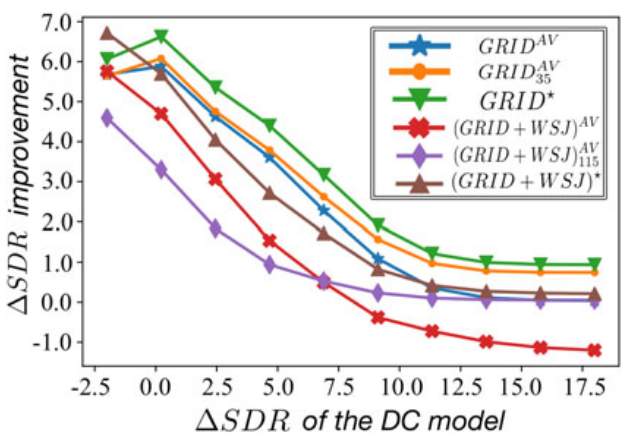 ΔSDR improvement
7.0
6.0
5.0
4.0
3.0
2.0
1.0
0.0
-1.0
GRID^AV
GRID^AV_35
GRID^★
(GRID+WSJ)^AV
(GRID+WSJ)^AV_115
(GRID+WSJ)^★
-2.5 0.0 2.5 5.0 7.5 10.0 12.5 15.0 17.5
ΔSDR of the DC model